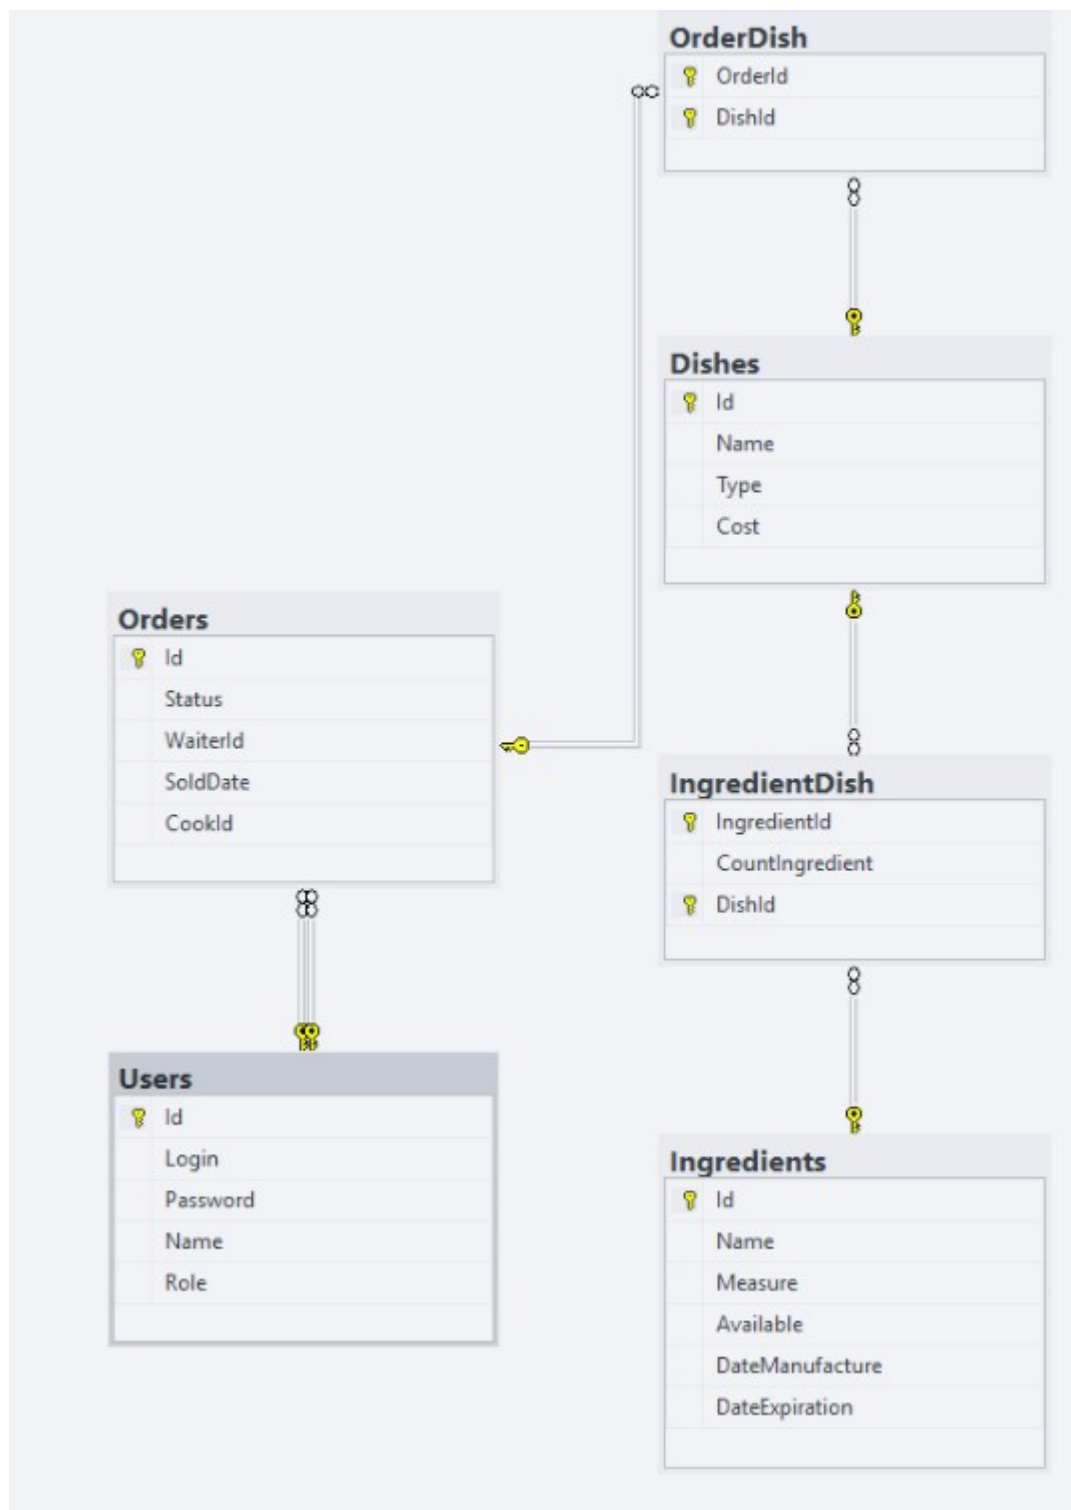 OrderDish
OrderId
DishId
Dishes
Id
Name
Type
Cost
Orders
Id
Status
WaiterId
SoldDate
CookId
IngredientDish
IngredientId
CountIngredient
DishId
Users
Id
Login
Password
Name
Role
Ingredients
Id
Name
Measure
Available
DateManufacture
DateExpiration